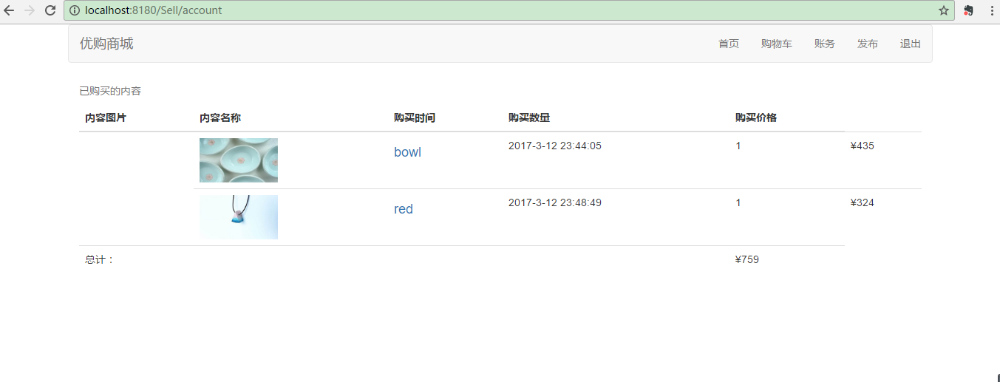 localhost:8180/Sell/account
优购商城 首页 购物车 账务 发布 退出
已购买的内容
内容图片 内容名称 购买时间 购买数量 购买价格
bowl 2017-3-12 23:44:05 1 ¥435
red 2017-3-12 23:48:49 1 ¥324
总计： ¥759